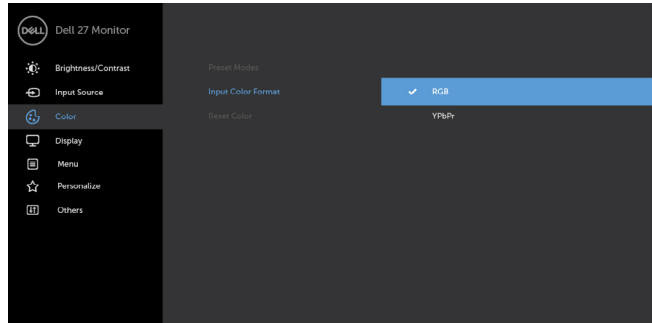 DELL Dell 27 Monitor
Brightness/Contrast
Preset Modes
Input Source
Input Color Format
✓ RGB
Color
Reset Color
YPbPr
Display
Menu
Personalize
Others